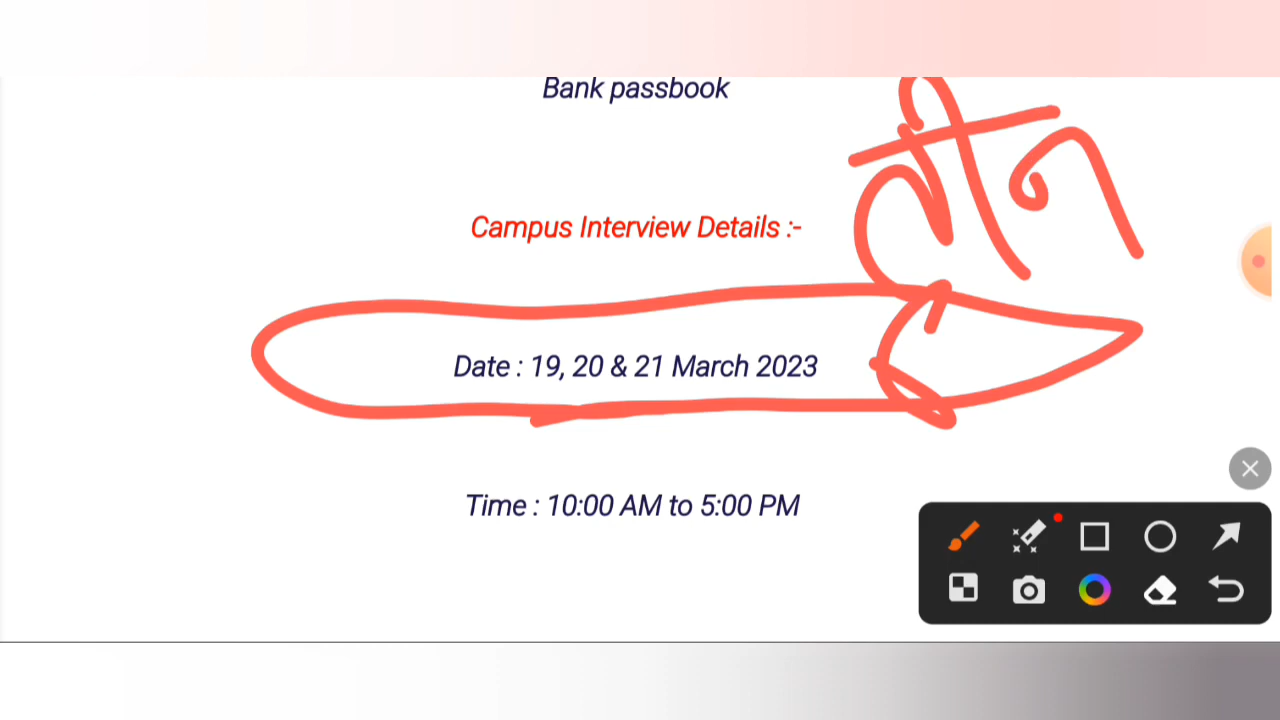 Bank passbook
तीन
Campus Interview Details :-
Date : 19, 20 & 21 March 2023
Time : 10:00 AM to 5:00 PM